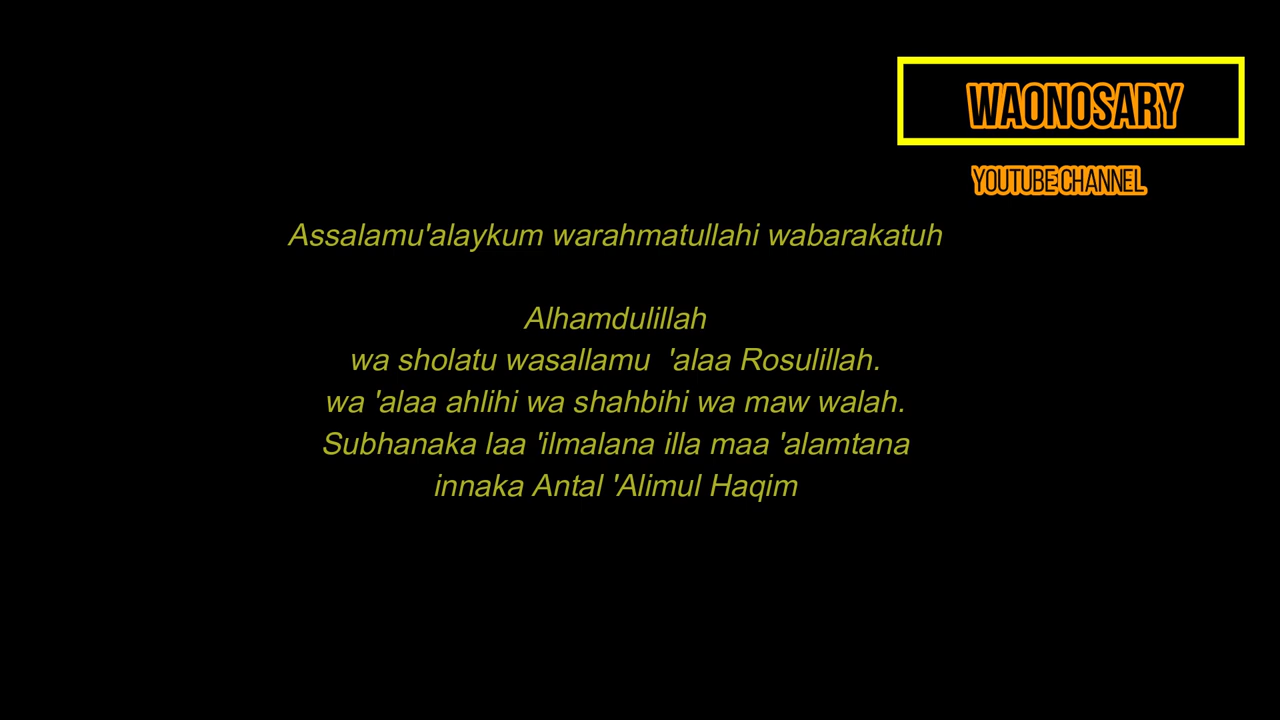 WAONOSARY
YOUTUBE CHANNEL
Assalamu'alaykum warahmatullahi wabarakatuh
Alhamdulillah
wa sholatu wasallamu  'alaa Rosulillah.
wa 'alaa ahlihi wa shahbihi wa maw walah.
Subhanaka laa 'ilmalana illa maa 'alamtana
innaka Antal 'Alimul Haqim